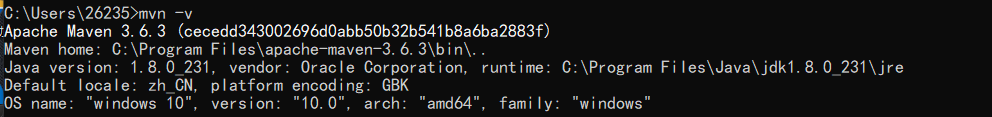 C:\Users\26235>mvn -v
Apache Maven 3.6.3 (cecedd343002696d0abb50b32b541b8a6ba2883f)
Maven home: C:\Program Files\apache-maven-3.6.3\bin\..
Java version: 1.8.0_231, vendor: Oracle Corporation, runtime: C:\Program Files\Java\jdk1.8.0_231\jre
Default locale: zh_CN, platform encoding: GBK
OS name: "windows 10", version: "10.0", arch: "amd64", family: "windows"